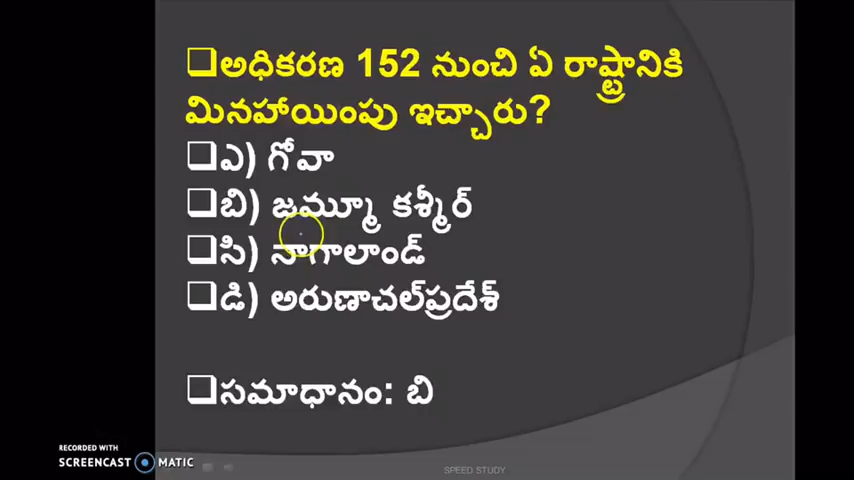 ❑అధికరణ 152 నుంచి ఏ రాష్ట్రానికి
మినహాయింపు ఇచ్చారు?
❑ఎ) గోవా
❑బి) జమ్మూ కశ్మీర్
❑సి) నాగాలాండ్
❑డి) అరుణాచల్‌ప్రదేశ్
❑సమాధానం: బి
RECORDED WITH
SCREENCAST MATIC
SPEED STUDY